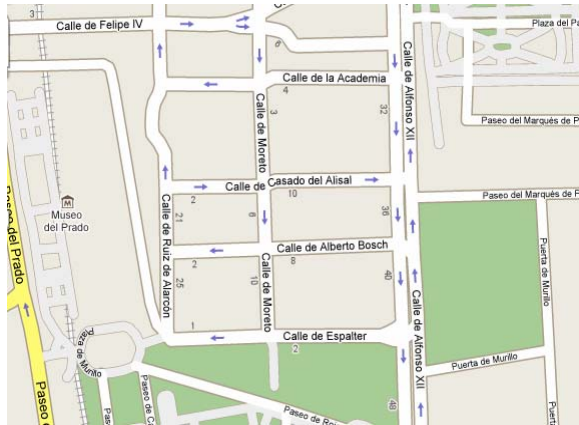 3
Calle de Felipe IV
Plaza del Pa
6
Calle de la Academia
4
Calle de Alfonso XII
32
3
Calle de Moreto
Paseo del Marqués de P
Calle de Casado del Alisal
2
10
Paseo del Marqués de P
Museo
del Prado
Paseo del Prado
Calle de Ruiz de Alarcón
21
6
36
Calle de Alberto Bosch
2
8
Puerta de Murillo
25
10
Calle de Moreto
40
Calle de Alfonso XII
1
Calle de Espalter
2
Plaza de Murillo
Puerta de Murillo
Paseo d
Paseo de C
Paseo de Ro
48
Puerta de